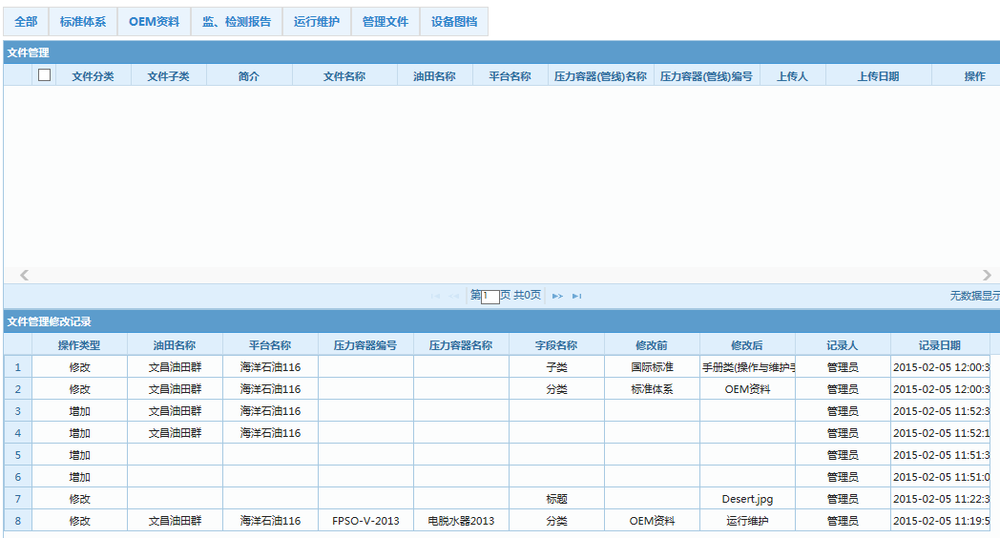 全部 标准体系 OEM资料 监、检测报告 运行维护 管理文件 设备图档
文件管理
文件分类 文件子类 简介 文件名称 油田名称 平台名称 压力容器(管线)名称 压力容器(管线)编号 上传人 上传日期 操作
第1页 共0页 无数据显示
文件管理修改记录
操作类型 油田名称 平台名称 压力容器编号 压力容器名称 字段名称 修改前 修改后 记录人 记录日期
1 修改 文昌油田群 海洋石油116 子类 国际标准 手册类(操作与维护手 管理员 2015-02-05 12:00:3
2 修改 文昌油田群 海洋石油116 分类 标准体系 OEM资料 管理员 2015-02-05 12:00:3
3 增加 文昌油田群 海洋石油116 管理员 2015-02-05 11:52:3
4 增加 文昌油田群 海洋石油116 管理员 2015-02-05 11:52:1
5 增加 管理员 2015-02-05 11:51:3
6 增加 管理员 2015-02-05 11:51:0
7 修改 标题 Desert.jpg 管理员 2015-02-05 11:22:3
8 修改 文昌油田群 海洋石油116 FPSO-V-2013 电脱水器2013 分类 OEM资料 运行维护 管理员 2015-02-05 11:19:5